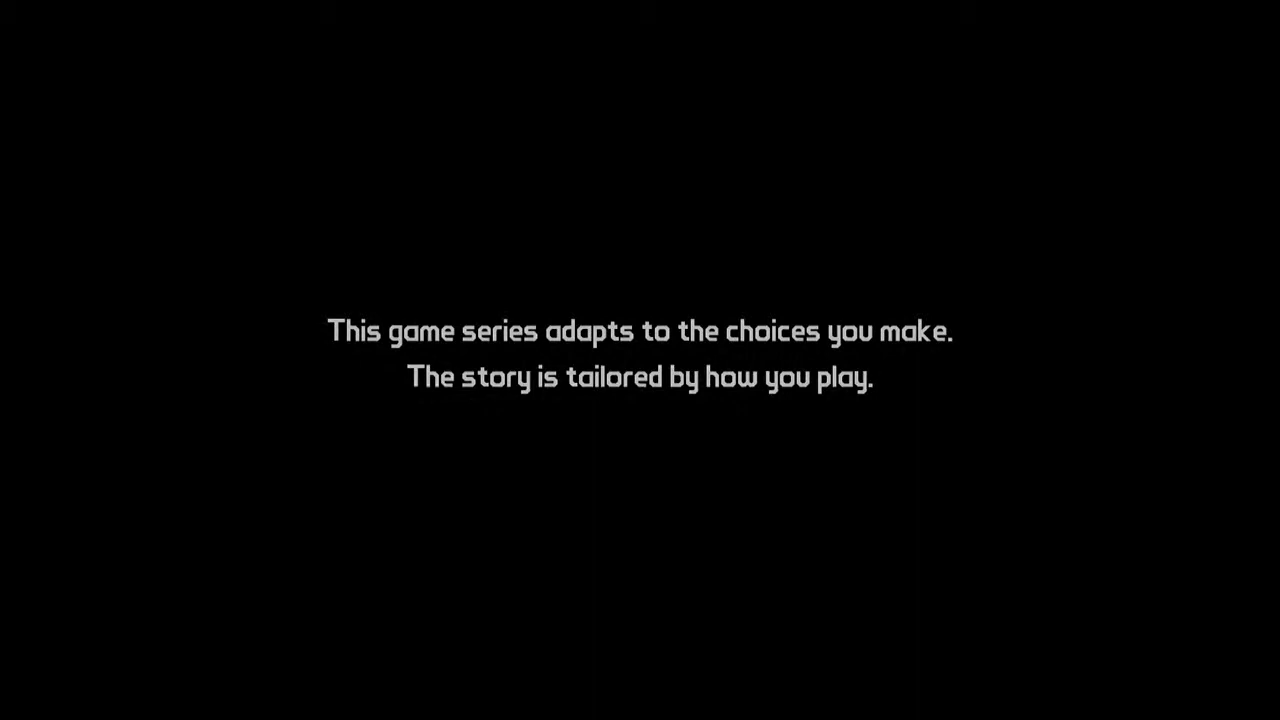 This game series adapts to the choices you make.
The story is tailored by how you play.